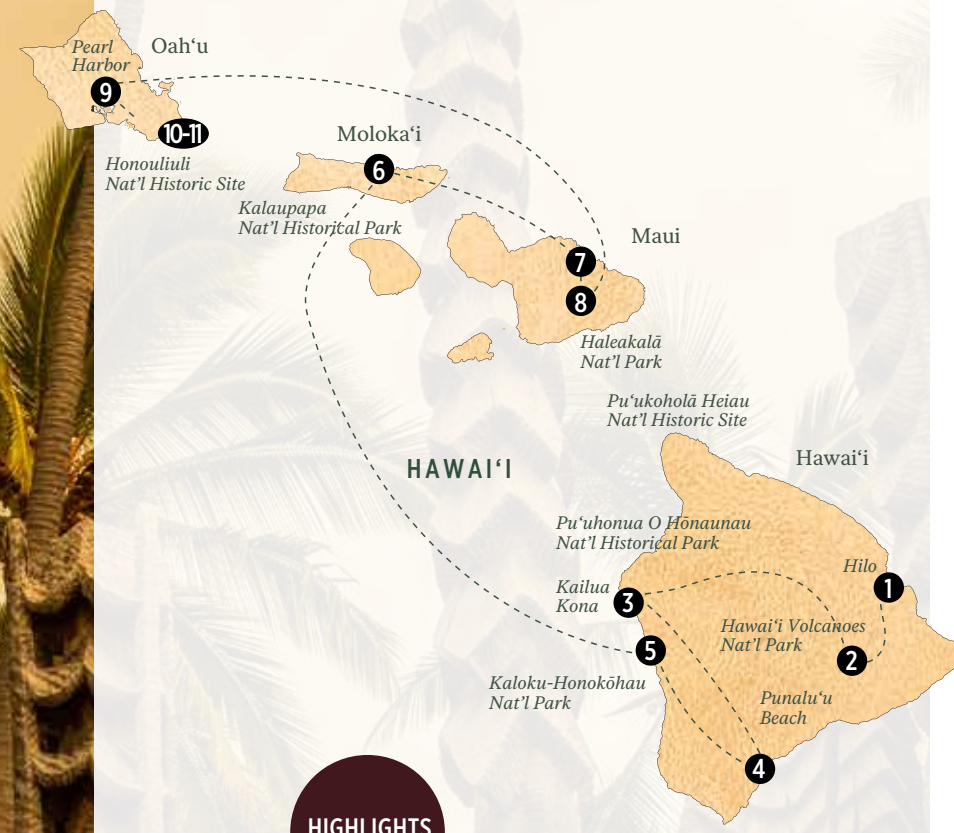 Pearl
Harbor
Oah‘u
9
10-11
Honouliuli
Nat’l Historic Site
Moloka‘i
6
Kalaupapa
Nat’l Historical Park
Maui
7
8
Haleakalā
Nat’l Park
Pu‘ukoholā Heiau
Nat’l Historic Site
Hawai‘i
HAWAI‘I
Pu‘uhonua O Hōnaunau
Nat’l Historical Park
Hilo
1
Kailua
Kona
3
Hawai‘i Volcanoes
Nat’l Park
2
5
Kaloku-Honokōhau
Nat’l Park
Punalu‘u
Beach
4
HIGHLIGHTS